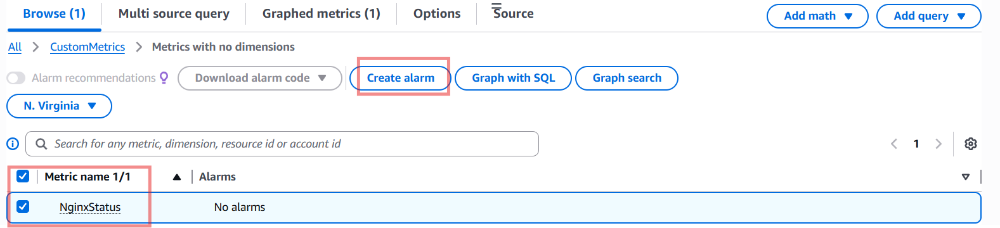 Browse (1) Multi source query Graphed metrics (1) Options Source Add math Add query
All CustomMetrics Metrics with no dimensions
Alarm recommendations Download alarm code Create alarm Graph with SQL Graph search
N. Virginia
Search for any metric, dimension, resource id or account id 1
Metric name 1/1 Alarms
NginxStatus No alarms